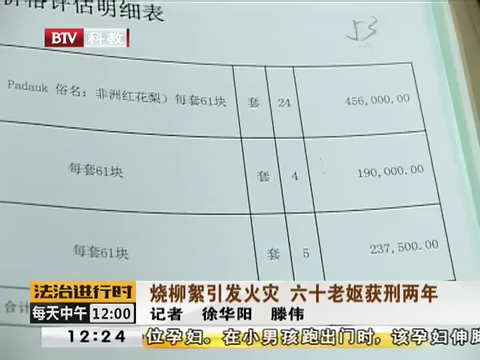 价格评估明细表
53
BTV 科教
Padauk 俗名：非洲红花梨）每套61块 套 24 456,000.00
每套61块 套 4 190,000.00
每套61块 套 5 237,500.00
合计
法治进行时 烧柳絮引发火灾 六十老妪获刑两年
每天中午 12:00 记者 徐华阳 滕伟
12:24 位孕妇。在小男孩跑出门时，该孕妇伸脚